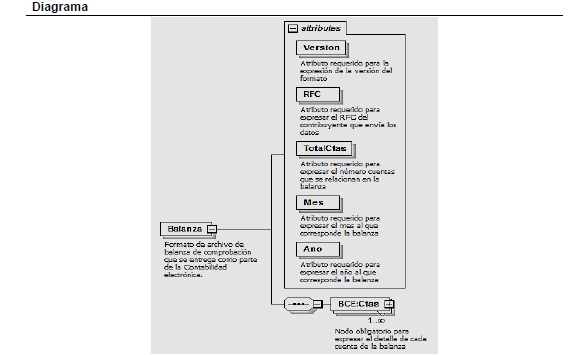 Diagrama
attributes
Version
Atributo requerido para la
expresión de la versión del
formato
RFC
Atributo requerido para
expresar el RFC del
contribuyente que envía los
datos
TotalCtas
Atributo requerido para
expresar el número cuentas
que se relacionan en la
balanza
Mes
Atributo requerido para
expresar el mes al que
corresponde la balanza
Ano
Atributo requerido para
expresar el año al que
corresponde la balanza
Balanza
Formato de archivo de
balanza de comprobación
que se entrega como parte
de la Contabilidad
electrónica.
BCE:Ctas
1..∞
Nodo obligatorio para
expresar el detalle de cada
cuenta de la balanza